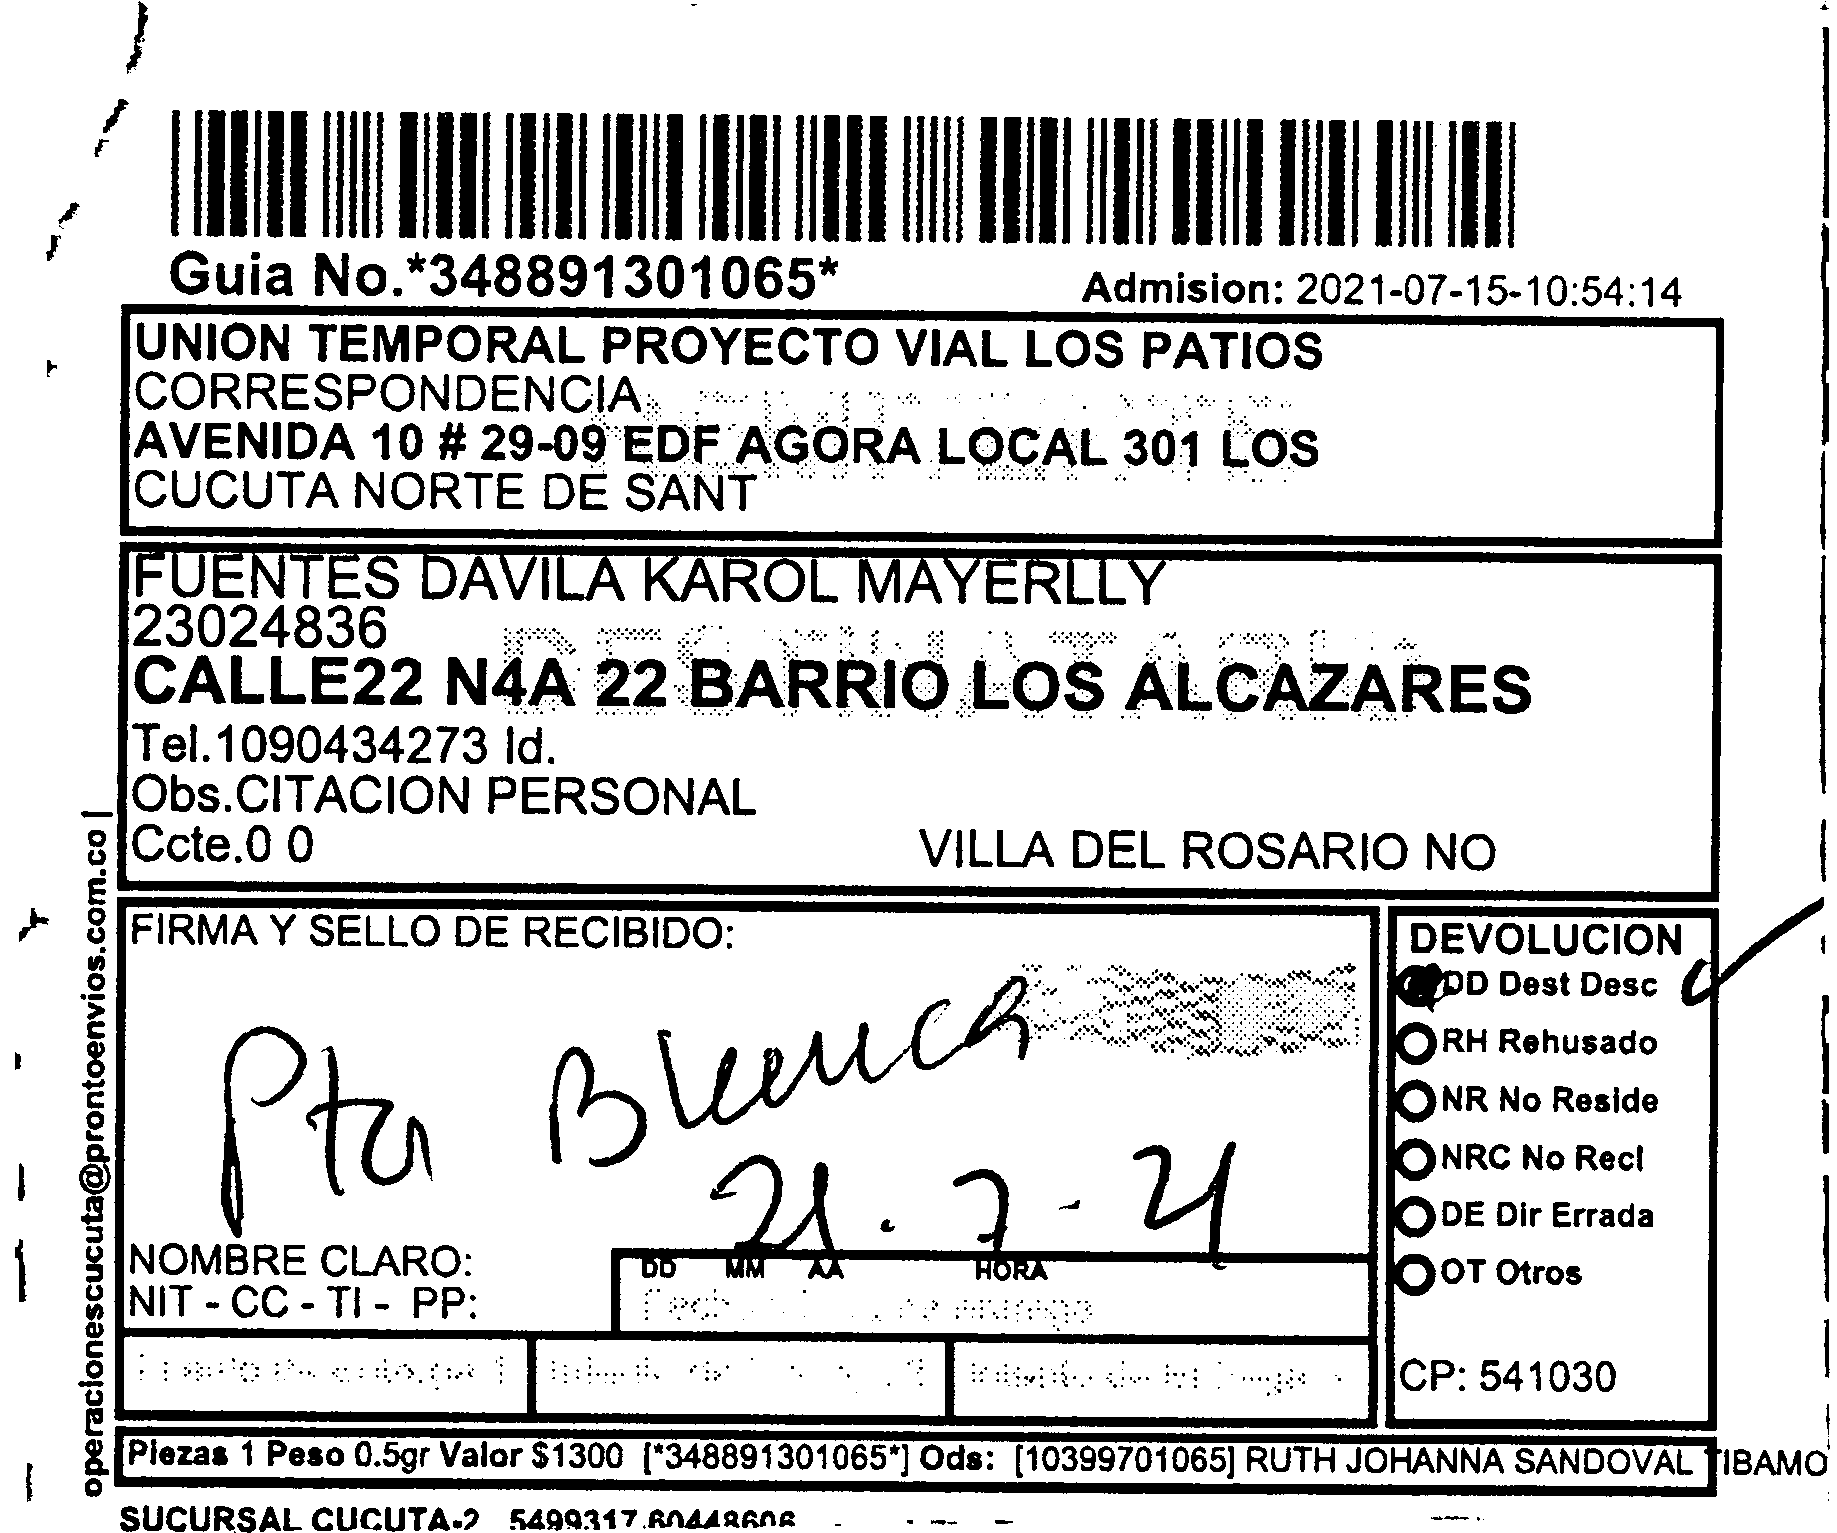 Guia No.*348891301065*
Admision: 2021-07-15-10:54:14
UNION TEMPORAL PROYECTO VIAL LOS PATIOS
CORRESPONDENCIA
AVENIDA 10 # 29-09 EDF AGORA LOCAL 301 LOS
CUCUTA NORTE DE SANT
FUENTES DAVILA KAROL MAYERLLY
23024836
DESTINATARIO
CALLE22 N4A 22 BARRIO LOS ALCAZARES
Tel.1090434273 Id.
Obs.CITACION PERSONAL
Ccte.0 0
VILLA DEL ROSARIO NO
operacionescucuta@prontoenvios.com.co |
FIRMA Y SELLO DE RECIBIDO:
Pta Blanca
21 . 7 - 21
NOMBRE CLARO:
NIT - CC - TI - PP:
DD MM AA HORA
DEVOLUCION
DD Dest Desc
RH Rehusado
NR No Reside
NRC No Recl
DE Dir Errada
OT Otros
CP: 541030
Piezas 1 Peso 0.5gr Valor $1300 [*348891301065*] Ods: [10399701065] RUTH JOHANNA SANDOVAL TIBAMO
SUCURSAL CUCUTA-2 5499317